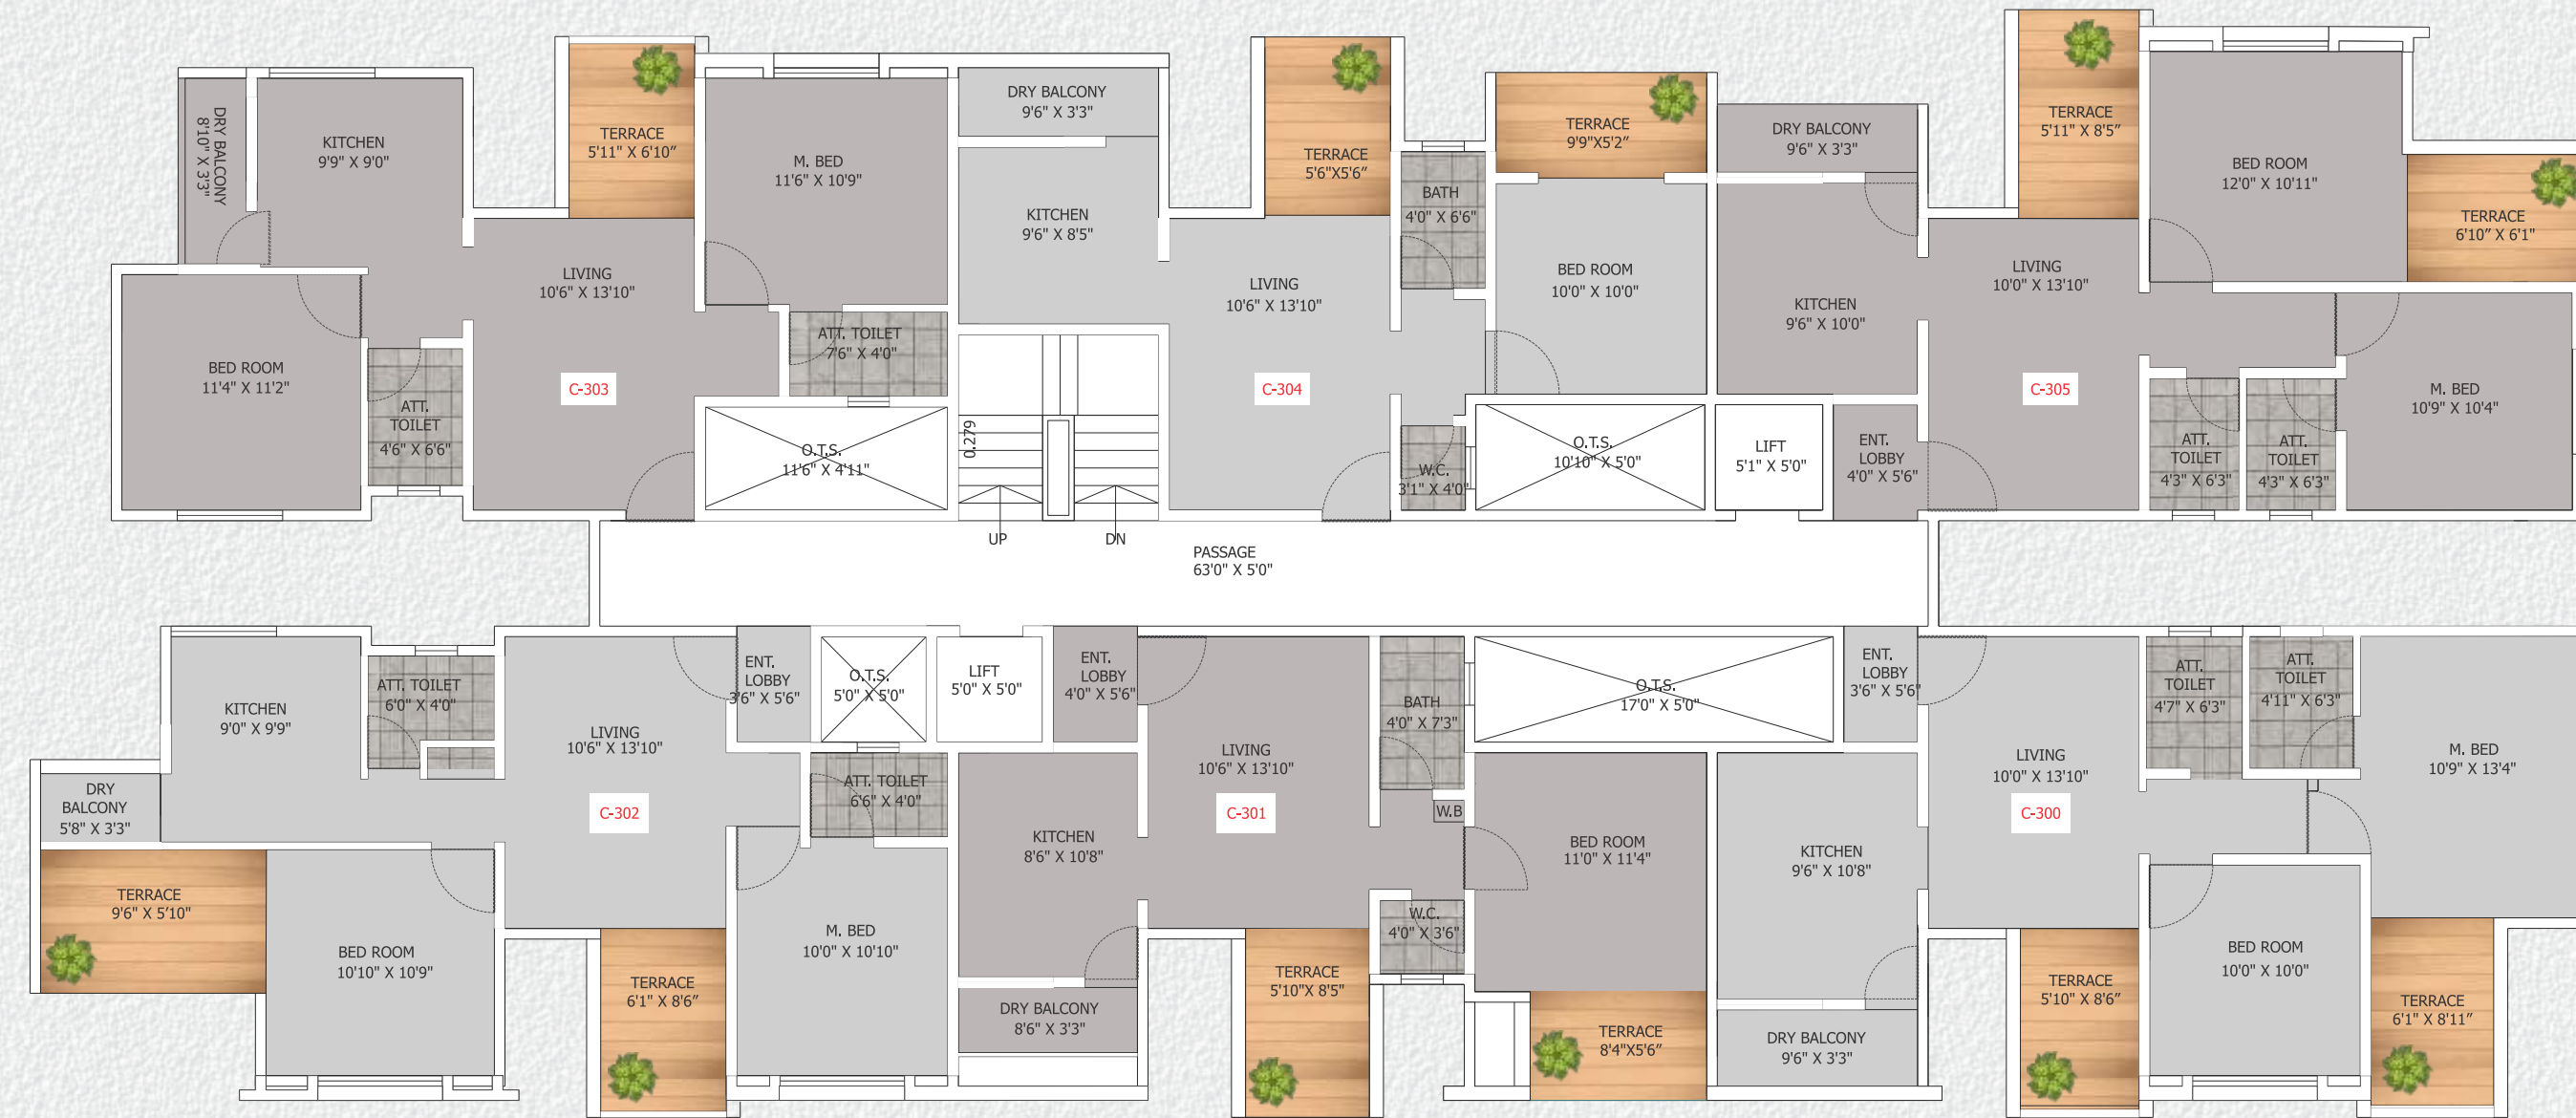 DRY BALCONY
8'10" X 3'3"
KITCHEN
9'9" X 9'0"
TERRACE
5'11" X 6'10"
M. BED
11'6" X 10'9"
LIVING
10'6" X 13'10"
BED ROOM
11'4" X 11'2"
ATT.
TOILET
4'6" X 6'6"
C-303
ATT. TOILET
7'6" X 4'0"
O.T.S.
11'6" X 4'11"
DRY BALCONY
9'6" X 3'3"
KITCHEN
9'6" X 8'5"
0.279
UP
DN
TERRACE
5'6"X5'6"
LIVING
10'6" X 13'10"
C-304
BATH
4'0" X 6'6"
W.C.
3'1" X 4'0"
TERRACE
9'9"X5'2"
BED ROOM
10'0" X 10'0"
O.T.S.
10'10" X 5'0"
DRY BALCONY
9'6" X 3'3"
KITCHEN
9'6" X 10'0"
LIFT
5'1" X 5'0"
ENT.
LOBBY
4'0" X 5'6"
TERRACE
5'11" X 8'5"
LIVING
10'0" X 13'10"
C-305
BED ROOM
12'0" X 10'11"
TERRACE
6'10" X 6'1"
M. BED
10'9" X 10'4"
ATT.
TOILET
4'3" X 6'3"
ATT.
TOILET
4'3" X 6'3"
PASSAGE
63'0" X 5'0"
KITCHEN
9'0" X 9'9"
ATT. TOILET
6'0" X 4'0"
DRY
BALCONY
5'8" X 3'3"
TERRACE
9'6" X 5'10"
BED ROOM
10'10" X 10'9"
LIVING
10'6" X 13'10"
C-302
TERRACE
6'1" X 8'6"
ENT.
LOBBY
3'6" X 5'6"
O.T.S.
5'0" X 5'0"
LIFT
5'0" X 5'0"
ATT. TOILET
6'6" X 4'0"
M. BED
10'0" X 10'10"
ENT.
LOBBY
4'0" X 5'6"
KITCHEN
8'6" X 10'8"
DRY BALCONY
8'6" X 3'3"
LIVING
10'6" X 13'10"
C-301
TERRACE
5'10"X 8'5"
BATH
4'0" X 7'3"
W.B
W.C.
4'0" X 3'6"
O.T.S.
17'0" X 5'0"
BED ROOM
11'0" X 11'4"
TERRACE
8'4"X5'6"
ENT.
LOBBY
3'6" X 5'6"
KITCHEN
9'6" X 10'8"
DRY BALCONY
9'6" X 3'3"
LIVING
10'0" X 13'10"
C-300
TERRACE
5'10" X 8'6"
ATT.
TOILET
4'7" X 6'3"
ATT.
TOILET
4'11" X 6'3"
M. BED
10'9" X 13'4"
BED ROOM
10'0" X 10'0"
TERRACE
6'1" X 8'11"